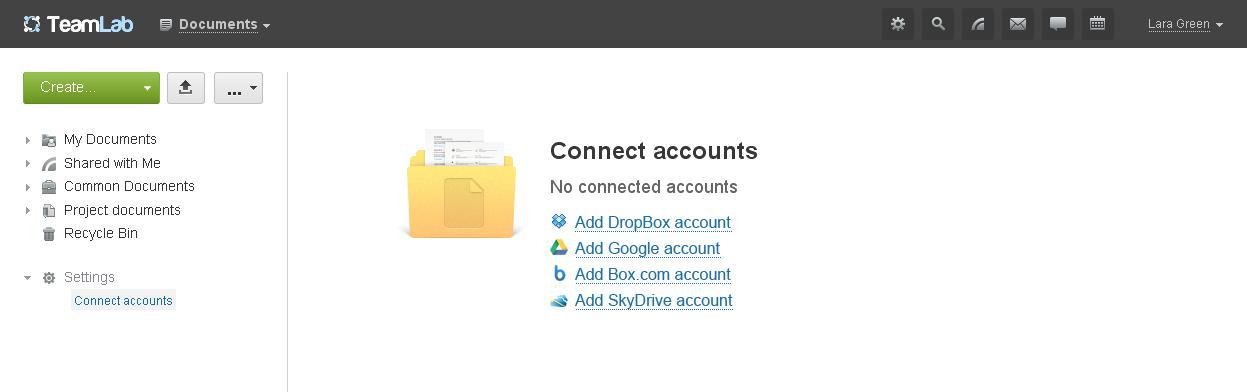 TeamLab Documents Lara Green
Create... ...
My Documents
Shared with Me
Common Documents
Project documents
Recycle Bin
Settings
Connect accounts
Connect accounts
No connected accounts
Add DropBox account
Add Google account
b Add Box.com account
Add SkyDrive account